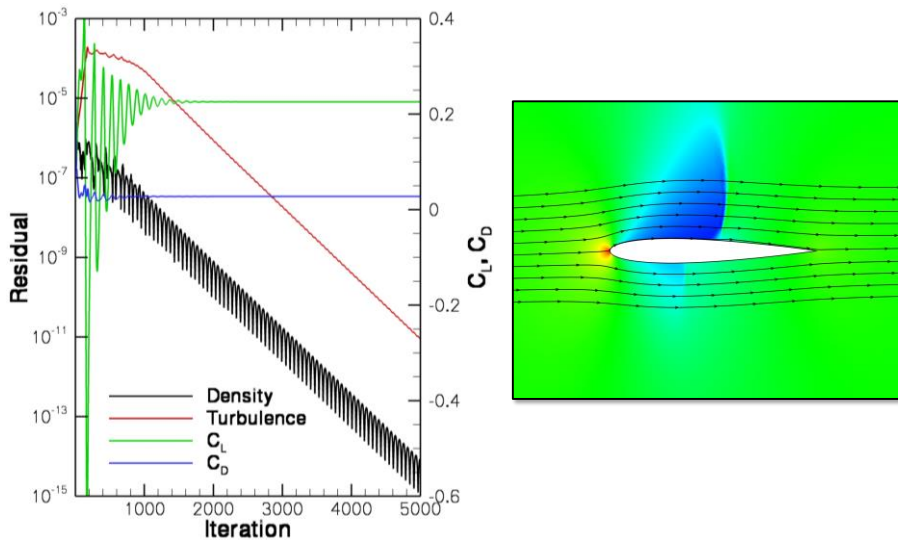 10⁻³
10⁻⁵
10⁻⁷
10⁻⁹
10⁻¹¹
10⁻¹³
10⁻¹⁵
Residual
1000
2000
3000
4000
5000
Iteration
0.4
0.2
0
-0.2
-0.4
-0.6
C_L, C_D
Density
Turbulence
C_L
C_D